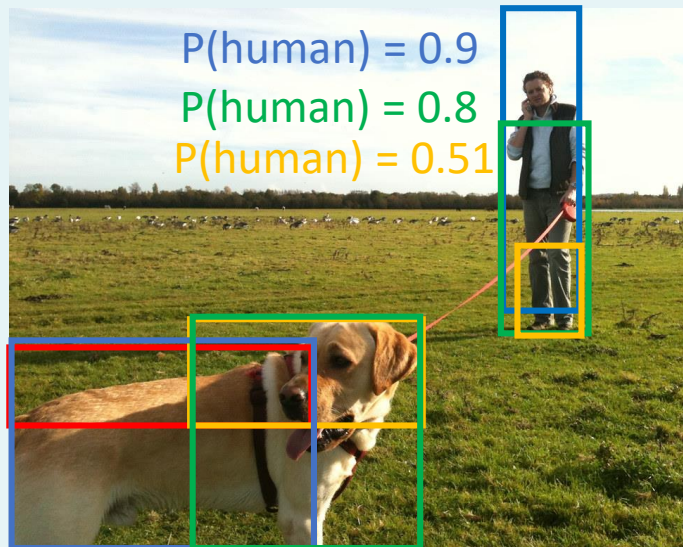 P(human) = 0.9
P(human) = 0.8
P(human) = 0.51